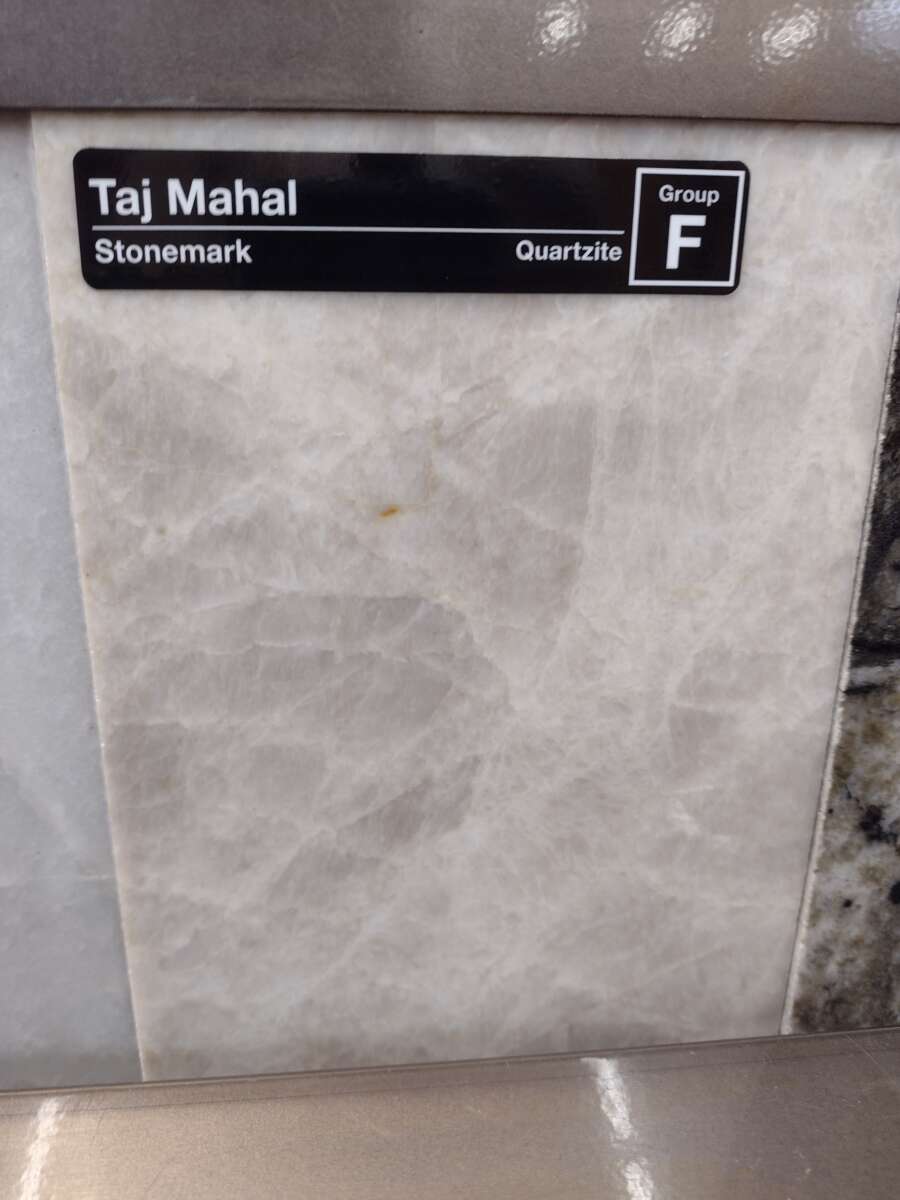 Taj Mahal
Stonemark Quartzite
Group
F